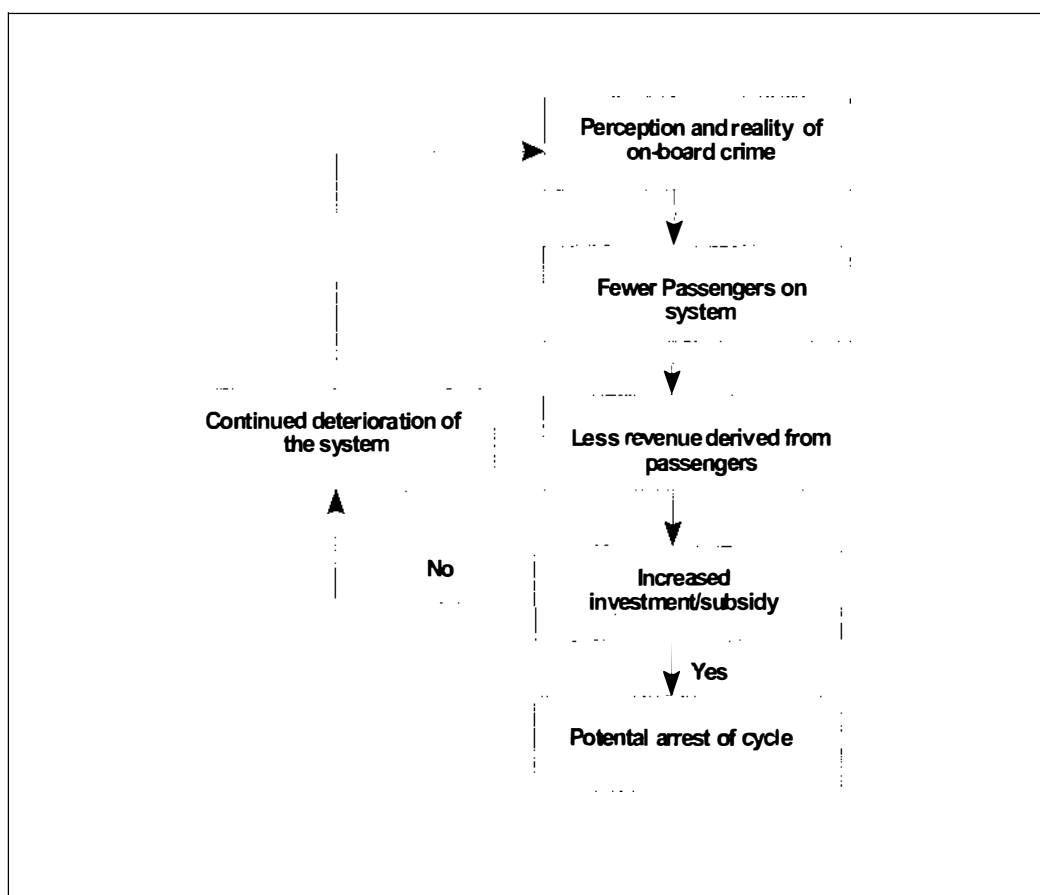 Perception and reality of
on-board crime
Fewer Passengers on
system
Continued deterioration of
the system
Less revenue derived from
passengers
No
Increased
investment/subsidy
Yes
Potential arrest of cycle